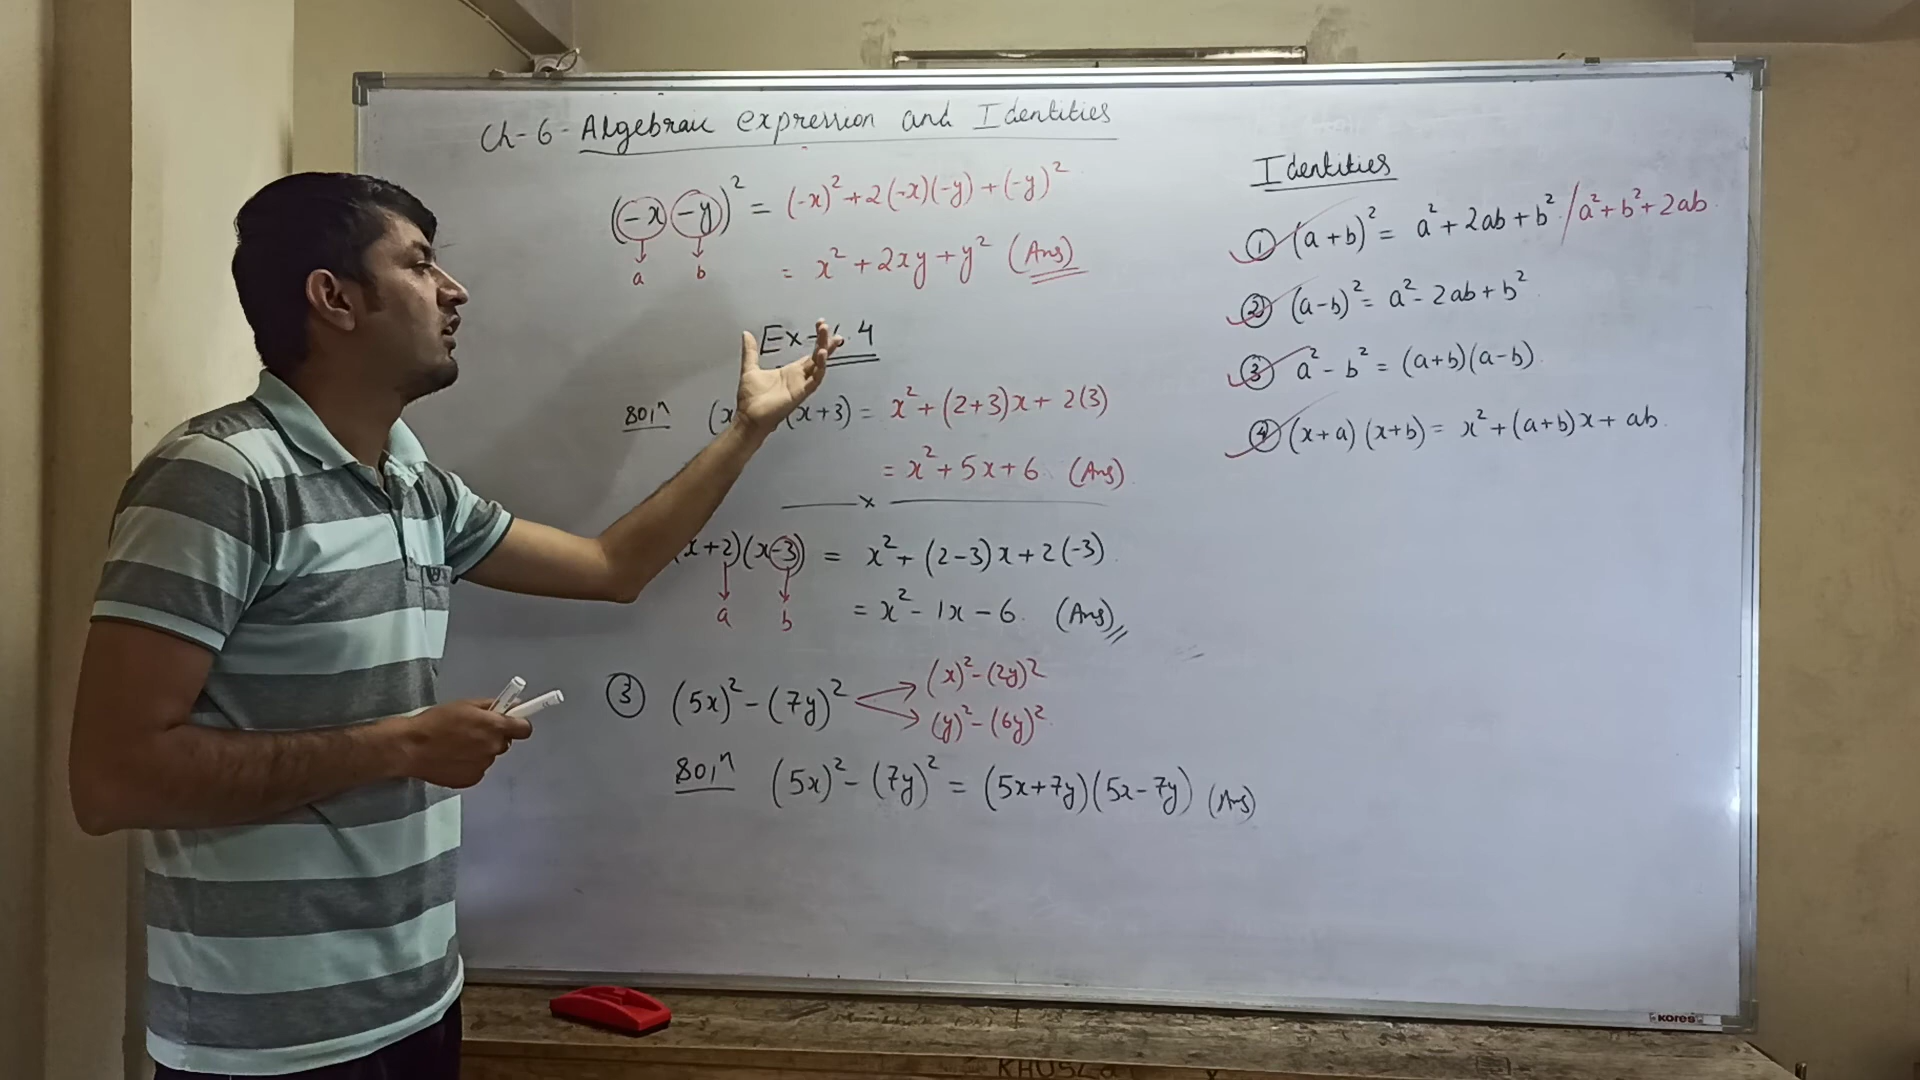 Ch-6- Algebraic expression and Identities
(-x -y)² = (-x)² + 2(-x)(-y) + (-y)²
a b
= x² + 2xy + y² (Ans)
Ex- .4
Solⁿ (x (x+3) = x² + (2+3)x + 2(3)
= x² + 5x + 6 (Ans)
x
x+2)(x-3) = x² + (2-3)x + 2(-3)
a b
= x² - 1x - 6. (Ans)
③ (5x)² - (7y)²
(x)² - (2y)²
(y)² - (6y)²
Solⁿ (5x)² - (7y)² = (5x+7y)(5x-7y) (Ans)
Identities
① (a+b)² = a² + 2ab + b² / a² + b² + 2ab
② (a-b)² = a² - 2ab + b²
③ a² - b² = (a+b)(a-b)
④ (x+a)(x+b) = x² + (a+b)x + ab
KORES